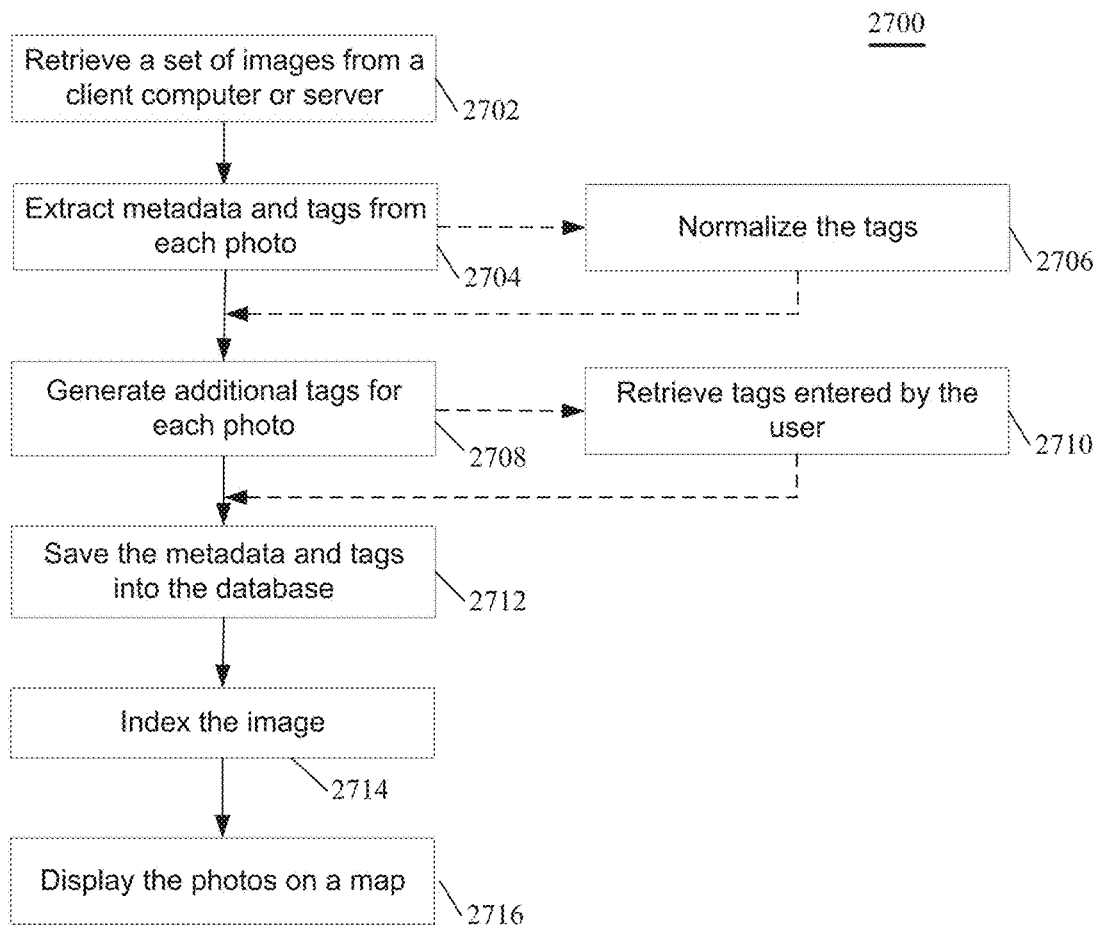 2700
Retrieve a set of images from a
client computer or server
2702
Extract metadata and tags from
each photo
2704
Normalize the tags
2706
Generate additional tags for
each photo
2708
Retrieve tags entered by the
user
2710
Save the metadata and tags
into the database
2712
Index the image
2714
Display the photos on a map
2716